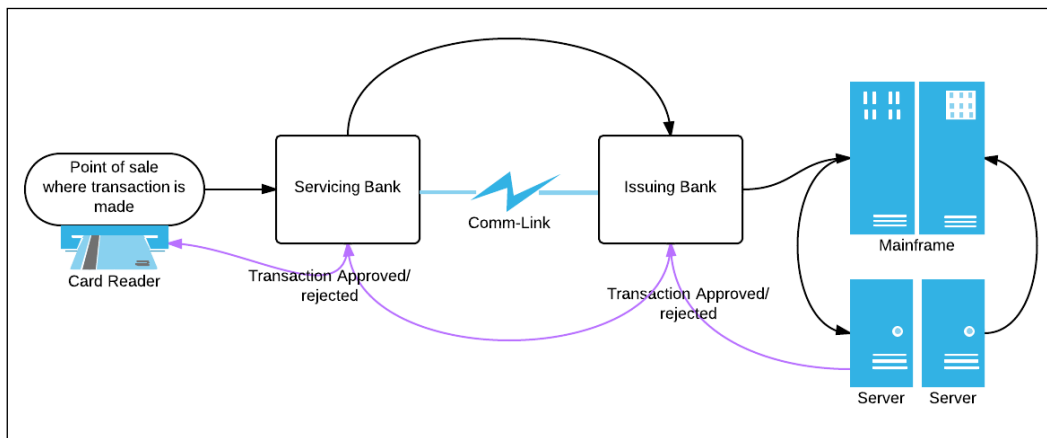 Point of sale
where transaction is
made
Servicing Bank
Issuing Bank
Comm-Link
Mainframe
Card Reader
Transaction Approved/
rejected
Transaction Approved/
rejected
Server
Server